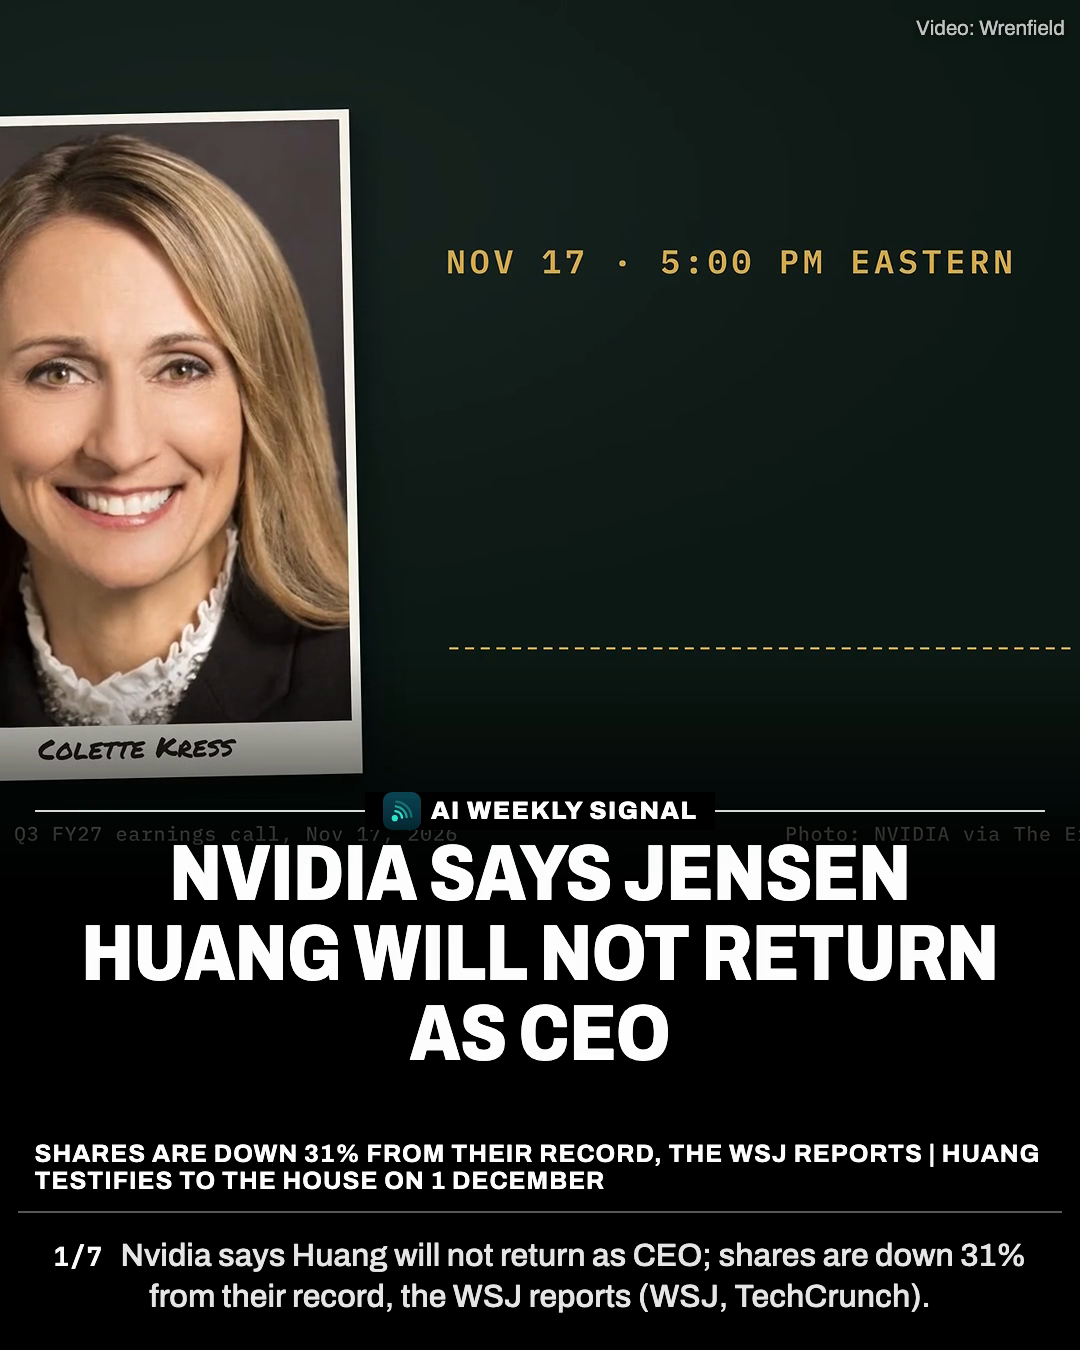 Video: Wrenfield
NOV 17 · 5:00 PM EASTERN
COLETTE KRESS
AI WEEKLY SIGNAL
Q3 FY27 earnings call, Nov 17, 2026
Photo: NVIDIA via The
NVIDIA SAYS JENSEN
HUANG WILL NOT RETURN
AS CEO
SHARES ARE DOWN 31% FROM THEIR RECORD, THE WSJ REPORTS | HUANG
TESTIFIES TO THE HOUSE ON 1 DECEMBER
1/7 Nvidia says Huang will not return as CEO; shares are down 31%
from their record, the WSJ reports (WSJ, TechCrunch).